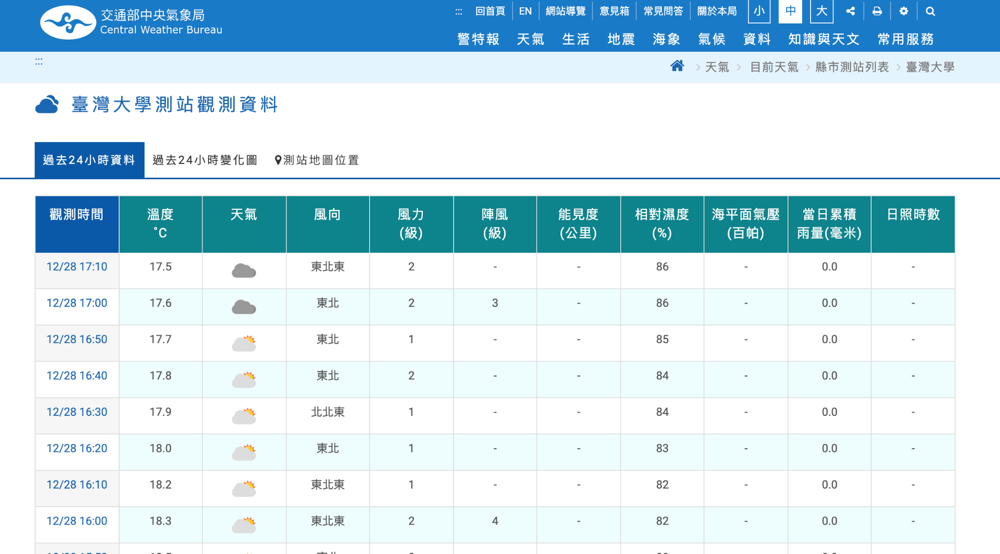 交通部中央氣象局
Central Weather Bureau
::: 回首頁 EN 網站導覽 意見箱 常見問答 關於本局 小 中 大
警特報 天氣 生活 地震 海象 氣候 資料 知識與天文 常用服務
:::
天氣 目前天氣 縣市測站列表 臺灣大學
臺灣大學測站觀測資料
過去24小時資料 過去24小時變化圖 測站地圖位置
觀測時間 溫度 天氣 風向 風力 陣風 能見度 相對濕度 海平面氣壓 當日累積 日照時數
°C (級) (級) (公里) (%) (百帕) 雨量(毫米)
12/28 17:10 17.5 東北東 2 - - 86 - 0.0 -
12/28 17:00 17.6 東北 2 3 - 86 - 0.0 -
12/28 16:50 17.7 東北 1 - - 85 - 0.0 -
12/28 16:40 17.8 東北 2 - - 84 - 0.0 -
12/28 16:30 17.9 北北東 1 - - 84 - 0.0 -
12/28 16:20 18.0 東北 1 - - 83 - 0.0 -
12/28 16:10 18.2 東北東 1 - - 82 - 0.0 -
12/28 16:00 18.3 東北東 2 4 - 82 - 0.0 -